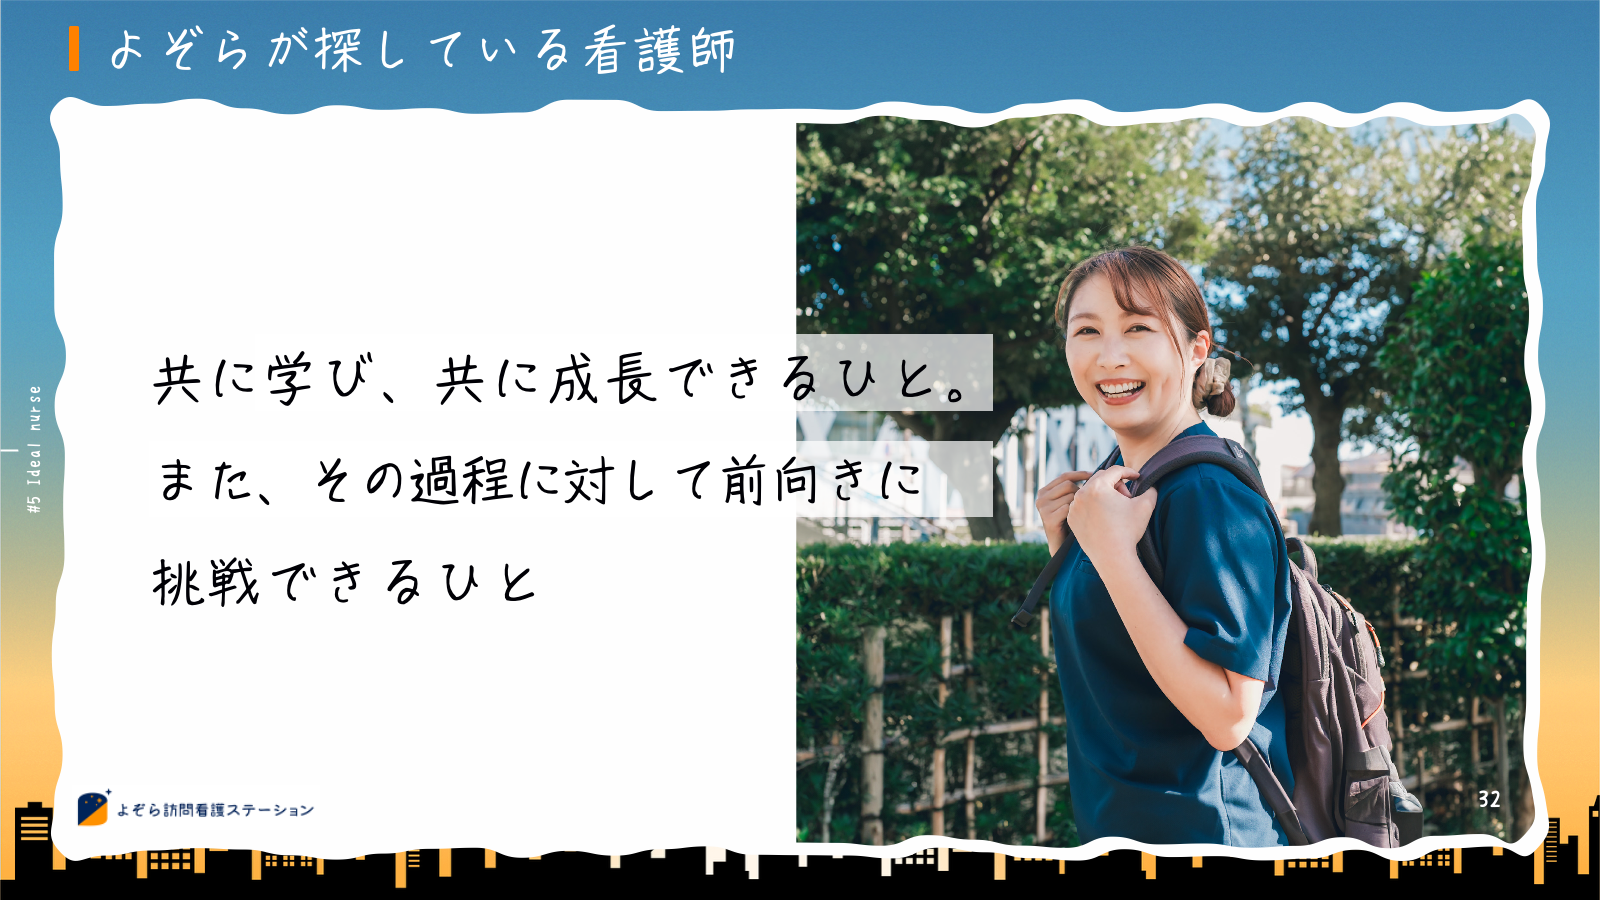 よぞらが探している看護師
共に学び、共に成長できるひと。
また、その過程に対して前向きに
挑戦できるひと
#5 Ideal nurse
よぞら訪問看護ステーション
32